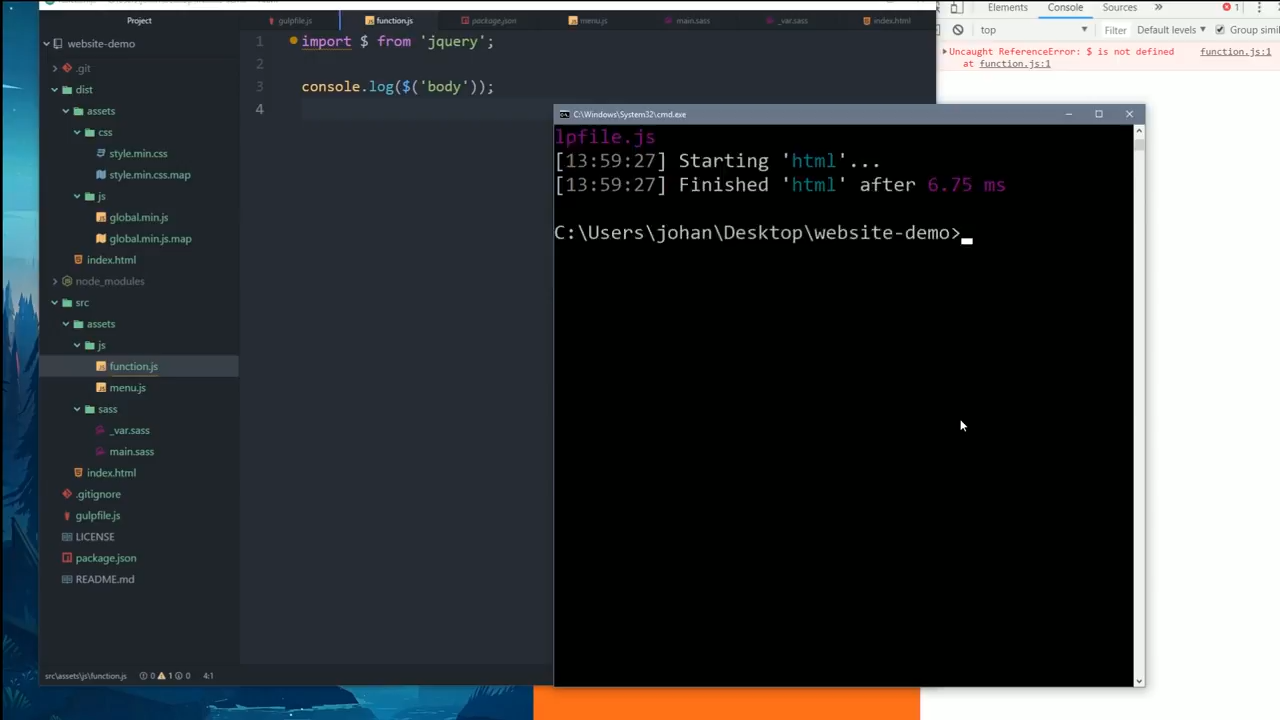 Project
gulpfile.js
function.js
package.json
menu.js
main.sass
_var.sass
index.html
website-demo
.git
dist
assets
css
style.min.css
style.min.css.map
js
global.min.js
global.min.js.map
index.html
node_modules
src
assets
js
function.js
menu.js
sass
_var.sass
main.sass
index.html
.gitignore
gulpfile.js
LICENSE
package.json
README.md
1 import $ from 'jquery';
2
3 console.log($('body'));
4
src\assets\js\function.js 0 1 0 4:1
C:\Windows\System32\cmd.exe
lpfile.js
[13:59:27] Starting 'html'...
[13:59:27] Finished 'html' after 6.75 ms
C:\Users\johan\Desktop\website-demo>
Elements Console Sources » 1
top Filter Default levels Group simil
Uncaught ReferenceError: $ is not defined function.js:1
at function.js:1